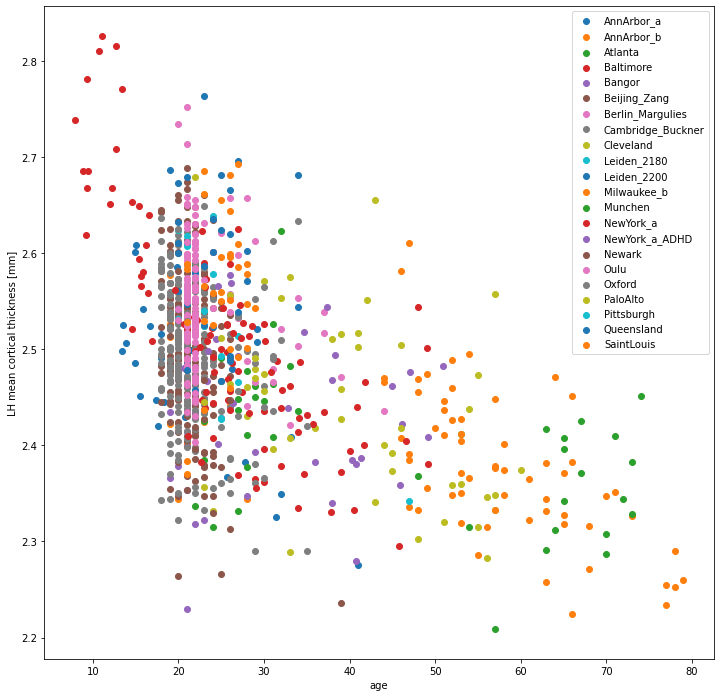 AnnArbor_a
AnnArbor_b
Atlanta
Baltimore
Bangor
Beijing_Zang
Berlin_Margulies
Cambridge_Buckner
Cleveland
Leiden_2180
Leiden_2200
Milwaukee_b
Munchen
NewYork_a
NewYork_a_ADHD
Newark
Oulu
Oxford
PaloAlto
Pittsburgh
Queensland
SaintLouis
LH mean cortical thickness [mm]
2.8
2.7
2.6
2.5
2.4
2.3
2.2
10 20 30 40 50 60 70 80
age